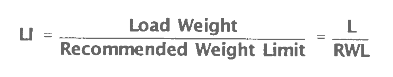 LI = Load Weight / Recommended Weight Limit = L / RWL